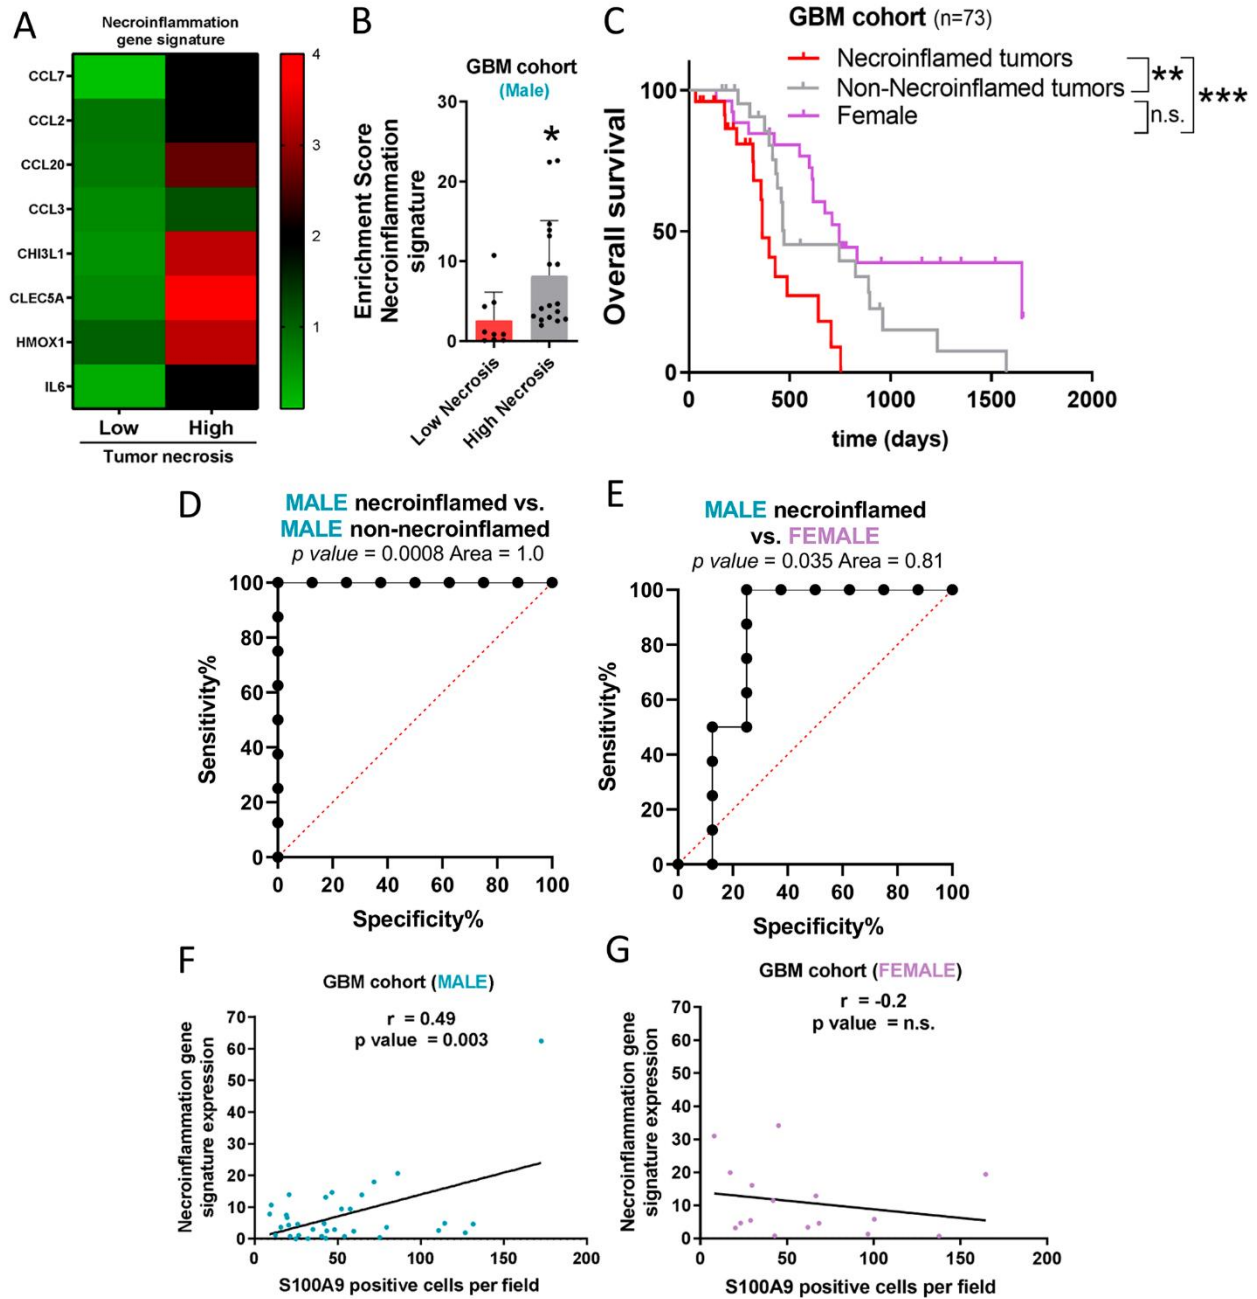 A
Necroinflammation
gene signature
CCL7
CCL2
CCL20
CCL3
CHI3L1
CLEC5A
HMOX1
IL6
4
3
2
1
Low High
Tumor necrosis
B
GBM cohort
(Male)
Enrichment Score
Necroinflammation
signature
30
20
10
0
*
Low Necrosis
High Necrosis
C
GBM cohort (n=73)
Necroinflamed tumors
Non-Necroinflamed tumors
Female
**
n.s.
***
Overall survival
100
50
0
0 500 1000 1500 2000
time (days)
D
MALE necroinflamed vs.
MALE non-necroinflamed
p value = 0.0008 Area = 1.0
Sensitivity%
100
80
60
40
20
0
0 20 40 60 80 100
Specificity%
E
MALE necroinflamed
vs. FEMALE
p value = 0.035 Area = 0.81
Sensitivity%
100
80
60
40
20
0
0 20 40 60 80 100
Specificity%
F
GBM cohort (MALE)
r = 0.49
p value = 0.003
Necroinflammation gene
signature expression
70
60
50
40
30
20
10
0
0 50 100 150 200
S100A9 positive cells per field
G
GBM cohort (FEMALE)
r = -0.2
p value = n.s.
Necroinflammation gene
signature expression
70
60
50
40
30
20
10
0
0 50 100 150 200
S100A9 positive cells per field